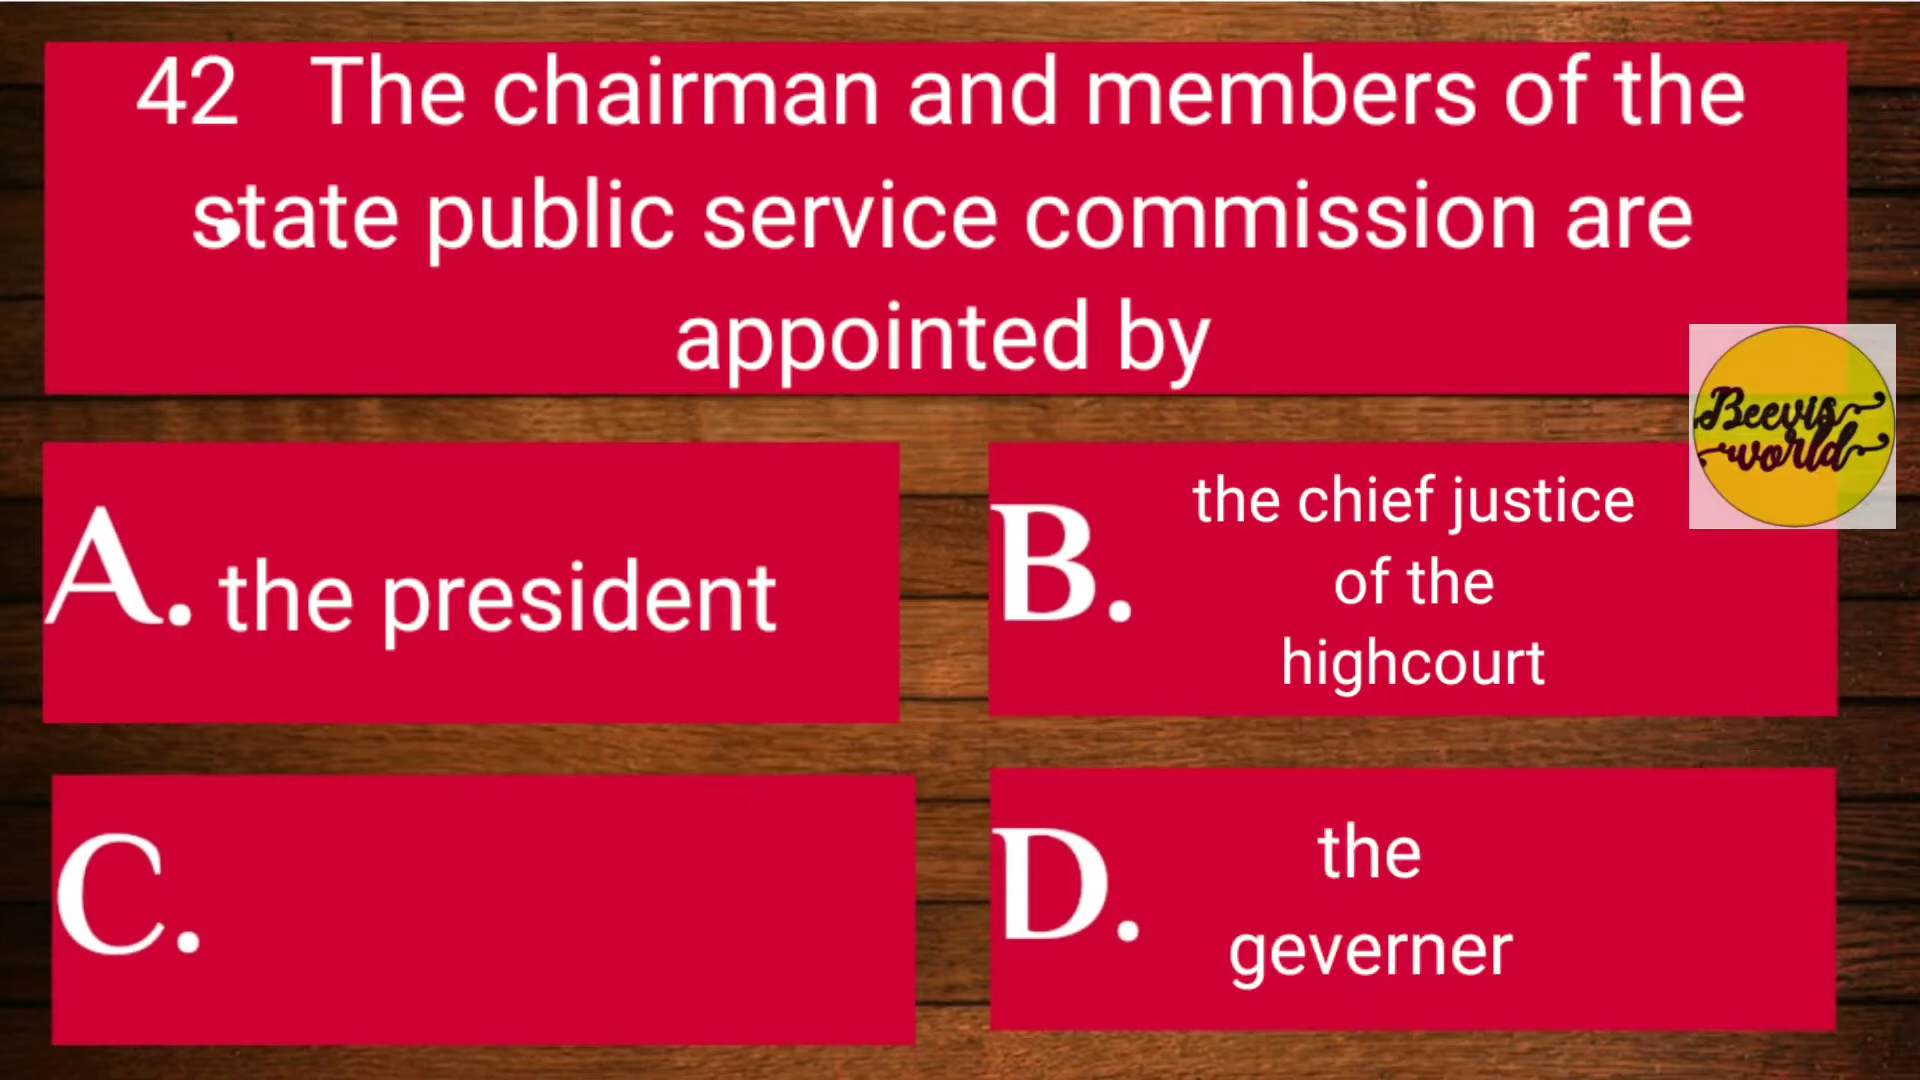 42 The chairman and members of the
state public service commission are
appointed by
Beevis
world
A. the president
B. the chief justice
of the
highcourt
C.
D. the
geverner